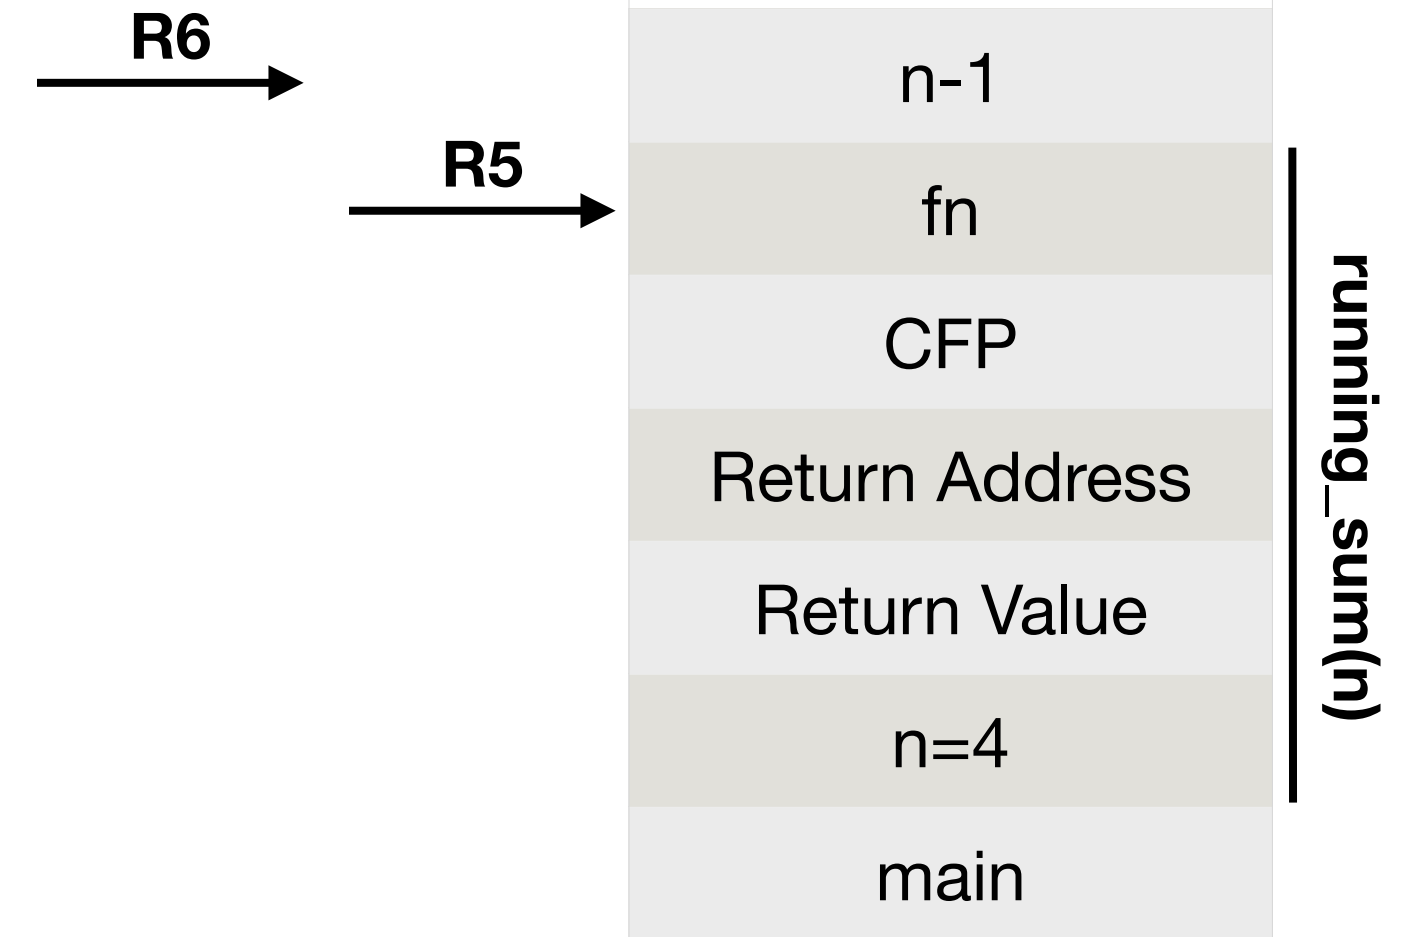 R6
n-1
R5
fn
CFP
Return Address
Return Value
n=4
main
running_sum(n)